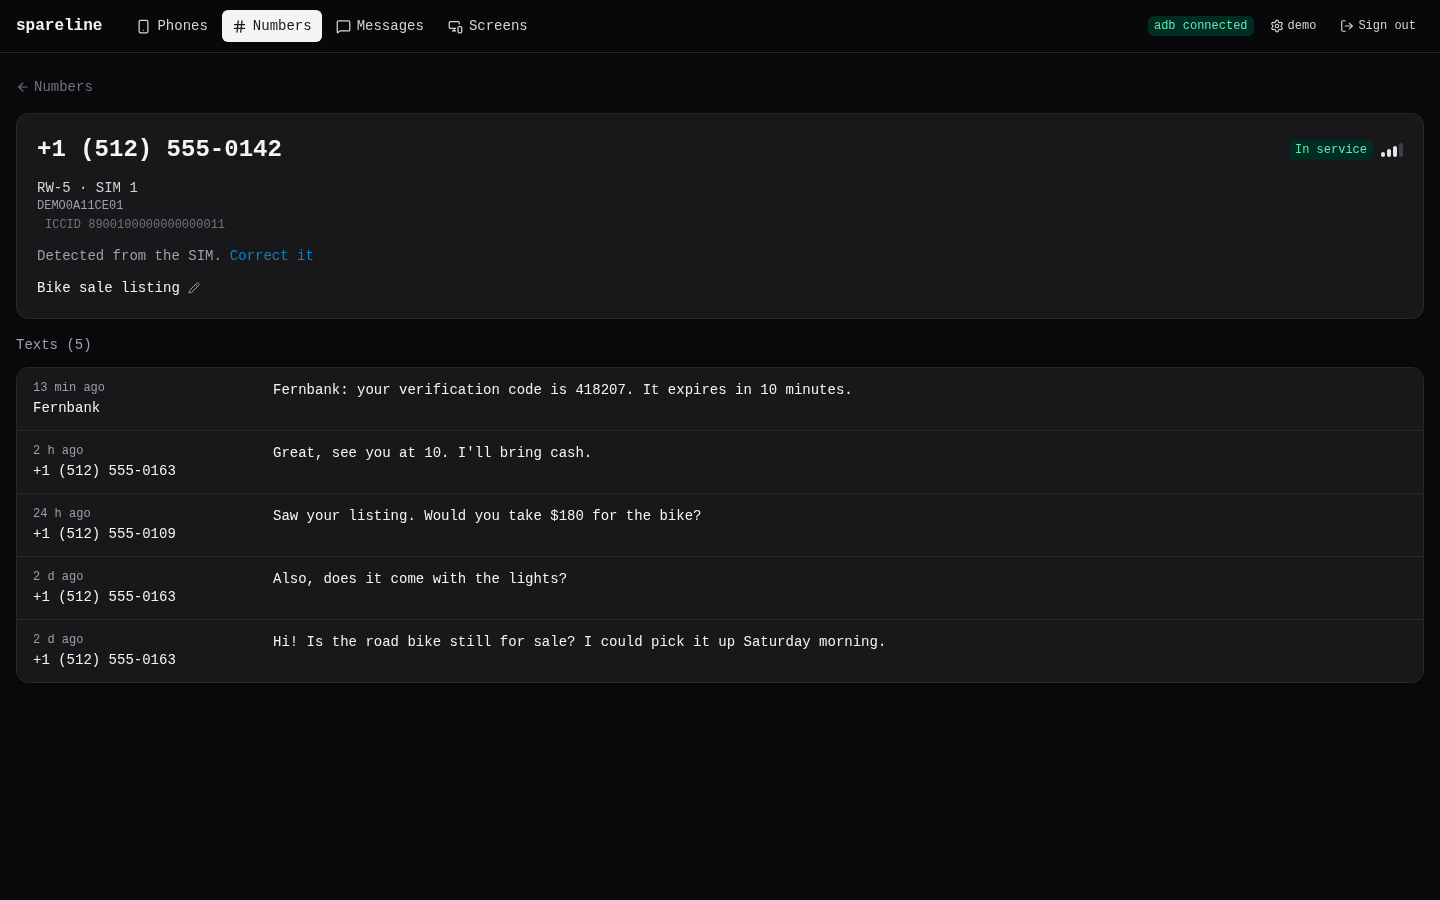 spareline
Phones
Numbers
Messages
Screens
adb connected
demo
Sign out
Numbers
+1 (512) 555-0142
In service
RW-5 · SIM 1
DEMO0A11CE01
ICCID 8900100000000000011
Detected from the SIM. Correct it
Bike sale listing
Texts (5)
13 min ago
Fernbank
Fernbank: your verification code is 418207. It expires in 10 minutes.
2 h ago
+1 (512) 555-0163
Great, see you at 10. I'll bring cash.
24 h ago
+1 (512) 555-0109
Saw your listing. Would you take $180 for the bike?
2 d ago
+1 (512) 555-0163
Also, does it come with the lights?
2 d ago
+1 (512) 555-0163
Hi! Is the road bike still for sale? I could pick it up Saturday morning.